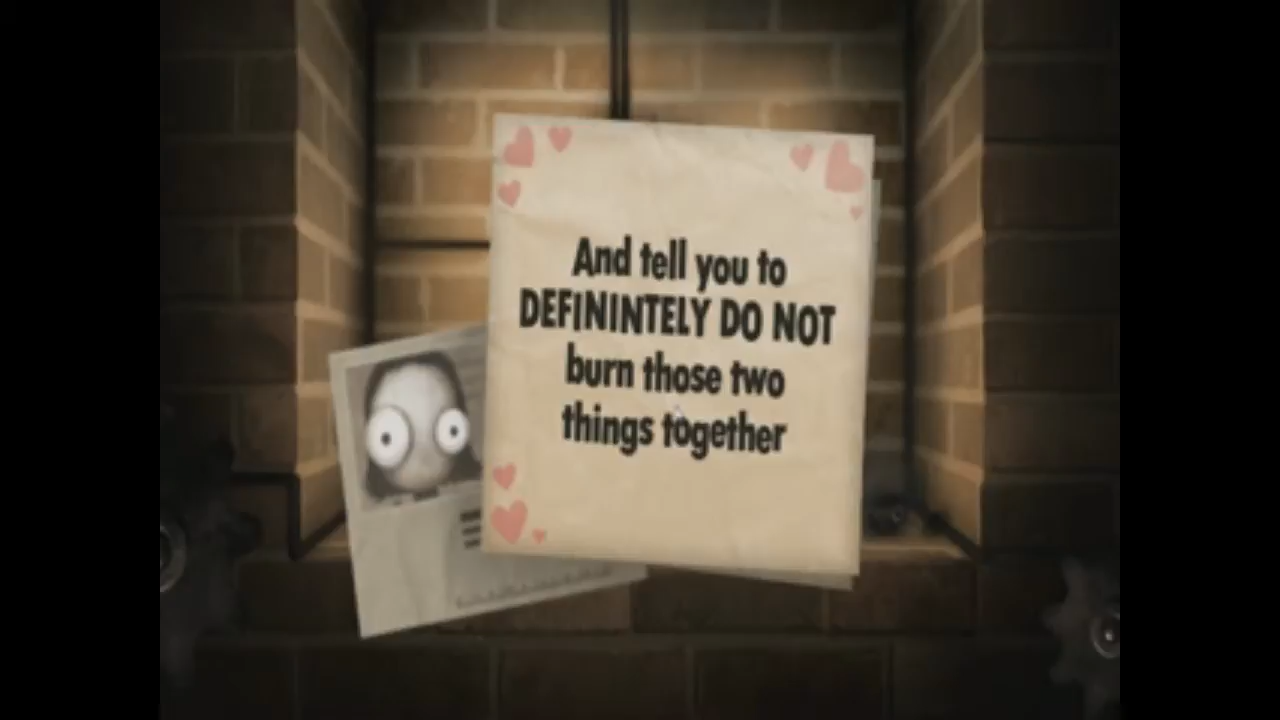 And tell you to
DEFININTELY DO NOT
burn those two
things together